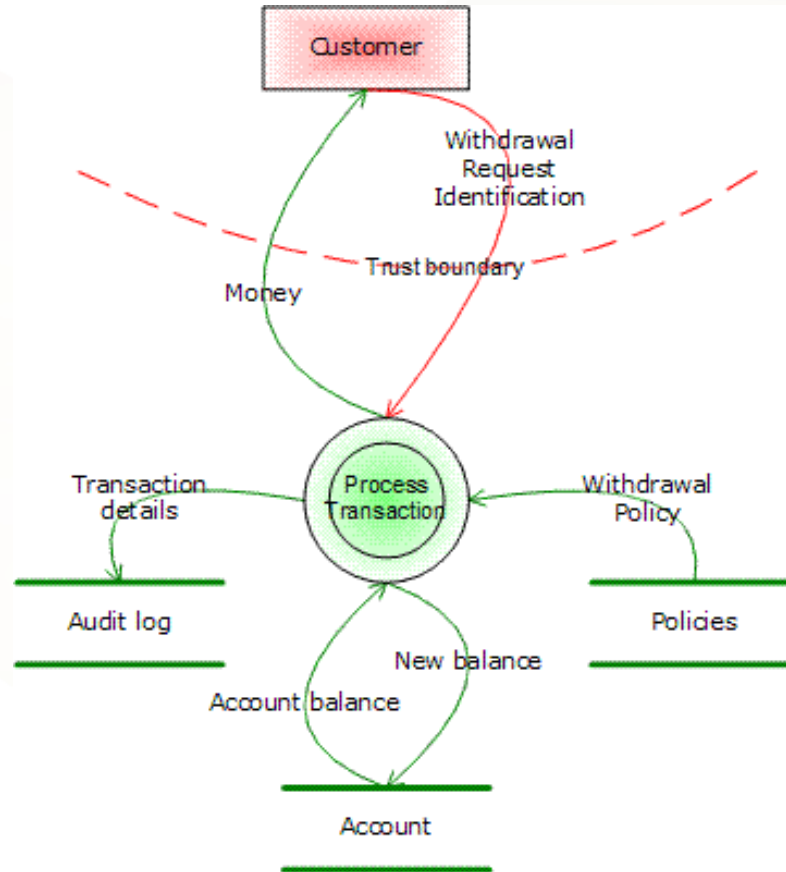 Customer
Withdrawal
Request
Identification
Trust boundary
Money
Transaction
details
Process
Transaction
Withdrawal
Policy
Audit log
Policies
New balance
Account balance
Account